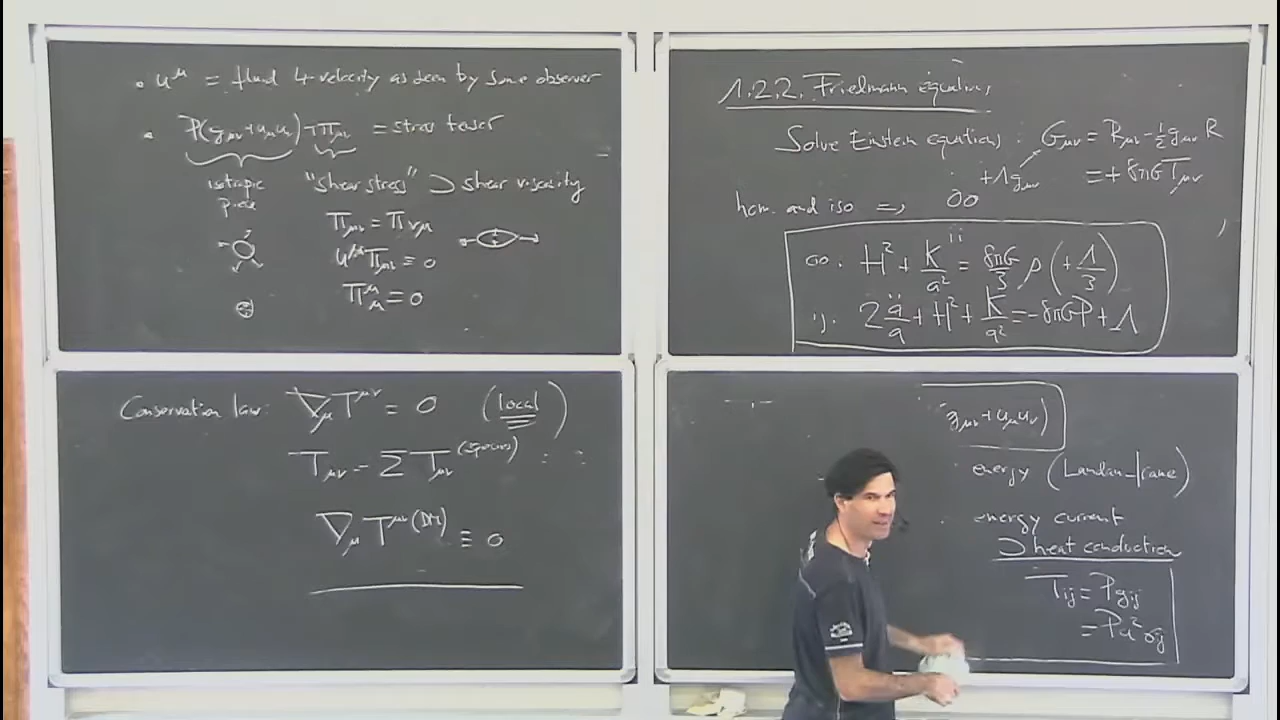 • u^μ = fluid 4-velocity as seen by some observer
• P(g_μν + u_μ u_ν) + Π_μν = stress tensor
isotropic piece
"shear stress" ⊃ shear viscosity
Π_μν = Π_νμ
u^μ Π_μν ≡ 0
Π^μ_μ ≡ 0
Conservation law: ∇_μ T^μν = 0 (local)
T_μν = Σ T_μν^(species)
∇_μ T^μν (DM) ≡ 0
1.2.2. Friedmann equations
Solve Einstein equations: G_μν = R_μν - 1/2 g_μν R
+Λg_μν = + 8πG T_μν
hom. and iso ⇒ 00
ii
00. H² + K/a² = 8πG/3 ρ (+ Λ/3)
ij. 2 ä/a + H² + K/a² = -8πGP + Λ
g_μν + u_μ u_ν)
energy (Landau-frame)
energy current
⊃ heat conduction
T_ij = P g_ij
= P a² σ_ij